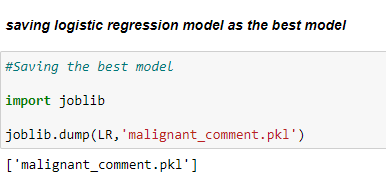 saving logistic regression model as the best model
#Saving the best model
import joblib
joblib.dump(LR,'malignant_comment.pkl')
['malignant_comment.pkl']